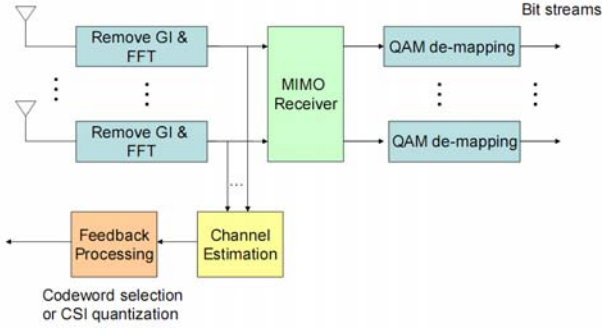 Bit streams
Remove GI &
FFT
MIMO
Receiver
QAM de-mapping
Remove GI &
FFT
QAM de-mapping
...
Feedback
Processing
Channel
Estimation
Codeword selection
or CSI quantization